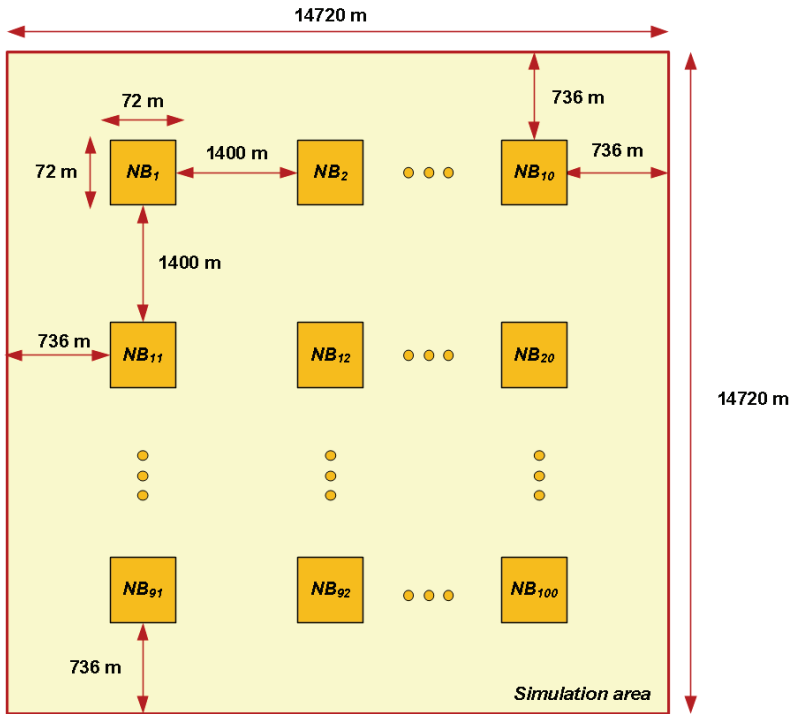 14720 m
736 m
72 m
72 m
NB1
1400 m
NB2
NB10
736 m
1400 m
736 m
NB11
NB12
NB20
14720 m
NB91
NB92
NB100
736 m
Simulation area